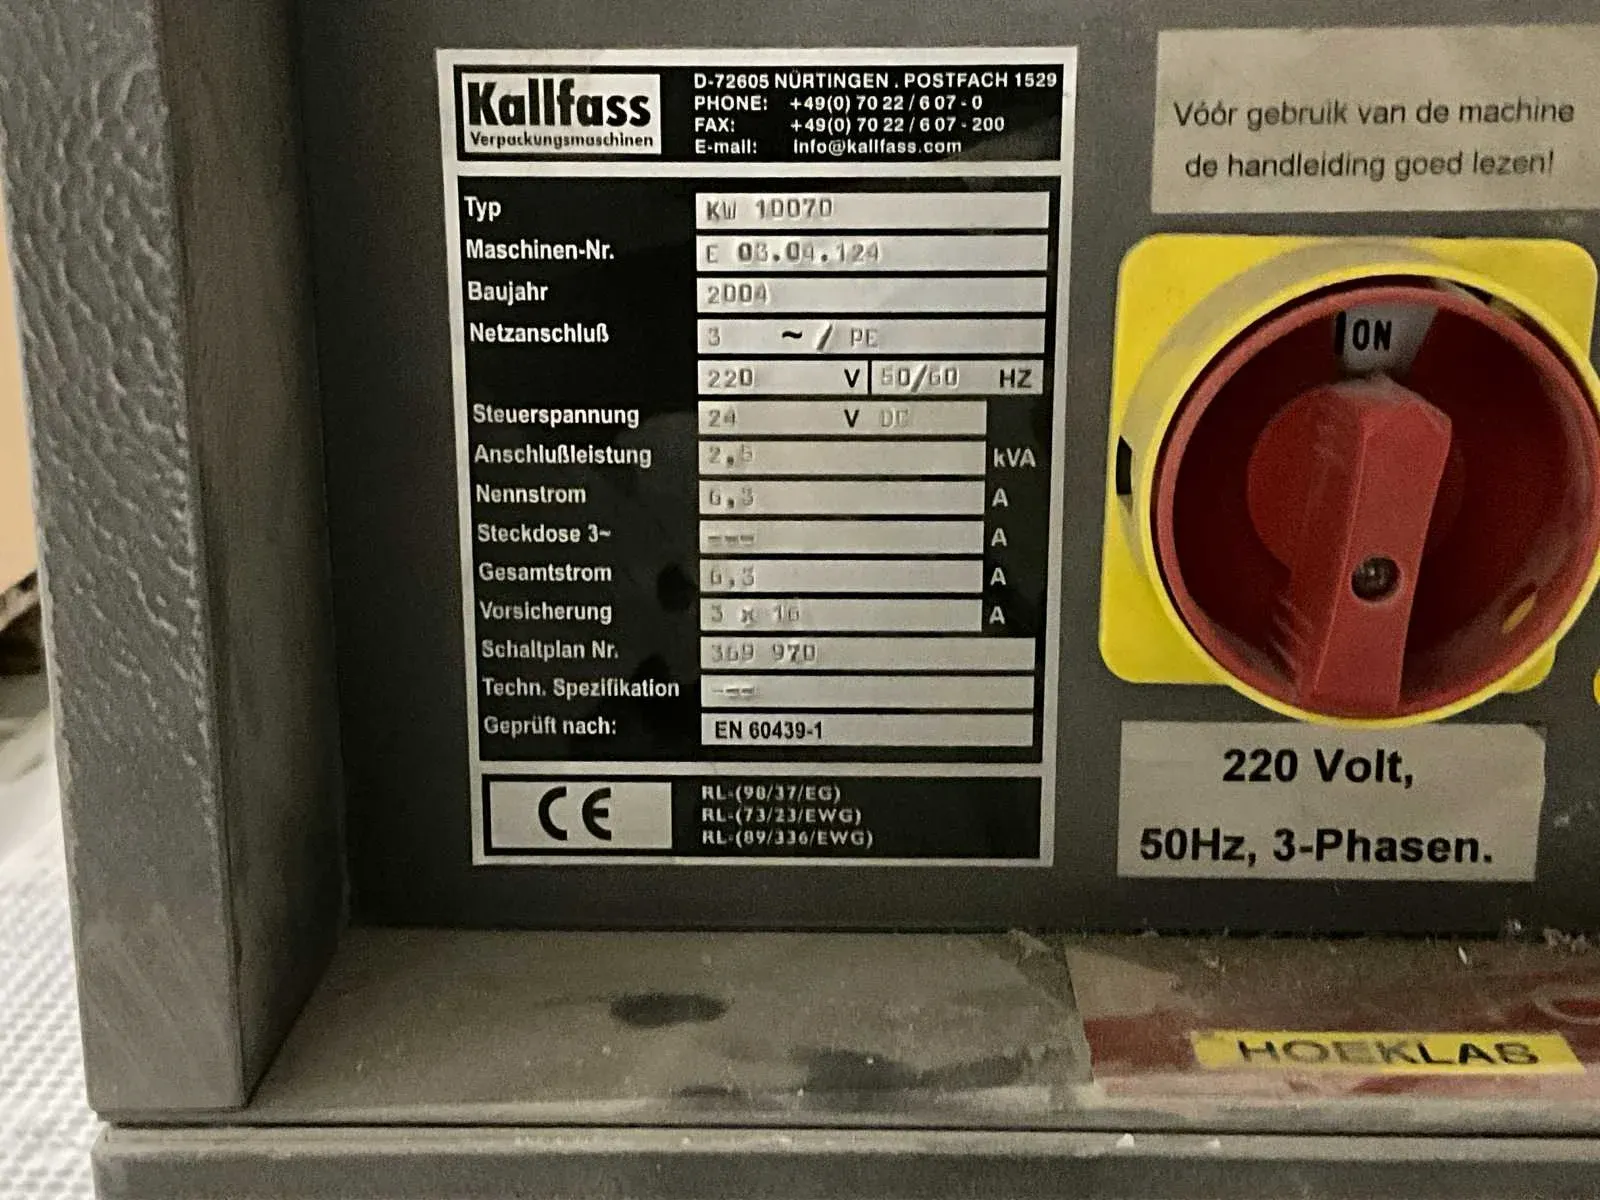 Kallfass
Verpackungsmaschinen
D-72605 NÜRTINGEN . POSTFACH 1529
PHONE: +49(0) 70 22 / 6 07 - 0
FAX: +49(0) 70 22 / 6 07 - 200
E-mail: info@kallfass.com
Typ KW 10070
Maschinen-Nr. E 03.04.124
Baujahr 2004
Netzanschluß 3 ~ / PE
220 V 50/60 HZ
Steuerspannung 24 V DC
Anschlußleistung 2,5 kVA
Nennstrom 6,3 A
Steckdose 3~ --- A
Gesamtstrom 6,3 A
Vorsicherung 3 x 16 A
Schaltplan Nr. 369 970
Techn. Spezifikation ---
Geprüft nach: EN 60439-1
CE
RL-(98/37/EG)
RL-(73/23/EWG)
RL-(89/336/EWG)
Vóór gebruik van de machine
de handleiding goed lezen!
ON
220 Volt,
50Hz, 3-Phasen.
HOEKLAS